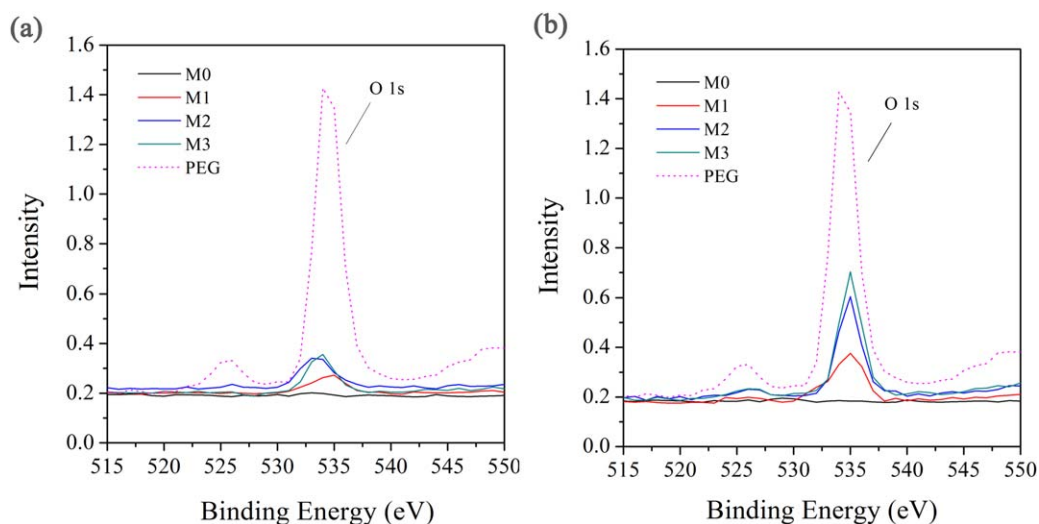 (a)
1.6
1.4
1.2
1.0
0.8
0.6
0.4
0.2
0.0
Intensity
M0
M1
M2
M3
PEG
O 1s
515 520 525 530 535 540 545 550
Binding Energy (eV)
(b)
1.6
1.4
1.2
1.0
0.8
0.6
0.4
0.2
0.0
Intensity
M0
M1
M2
M3
PEG
O 1s
515 520 525 530 535 540 545 550
Binding Energy (eV)